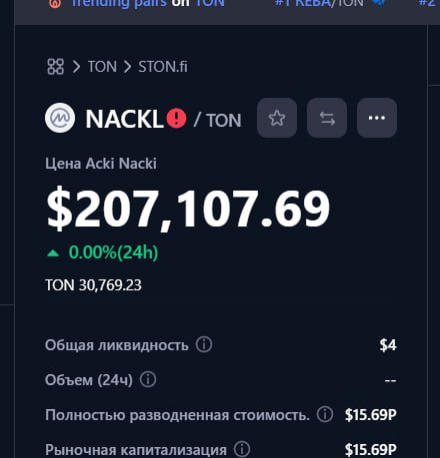 Trending pairs on TON #1 REBA/TON #2
TON > STON.fi
NACKL ! / TON
Цена Acki Nacki
$207,107.69
0.00%(24h)
TON 30,769.23
Общая ликвидность $4
Объем (24ч) --
Полностью разводненная стоимость. $15.69P
Рыночная капитализация $15.69P